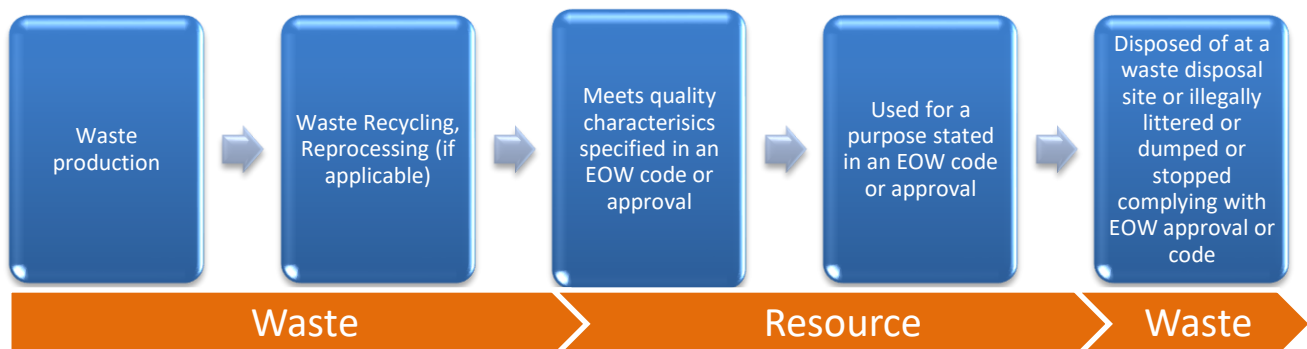 Waste
production
Waste Recycling,
Reprocessing (if
applicable)
Meets quality
characterisics
specified in an
EOW code or
approval
Used for a
purpose stated
in an EOW code
or approval
Disposed of at a
waste disposal
site or illegally
littered or
dumped or
stopped
complying with
EOW approval or
code
Waste
Resource
Waste